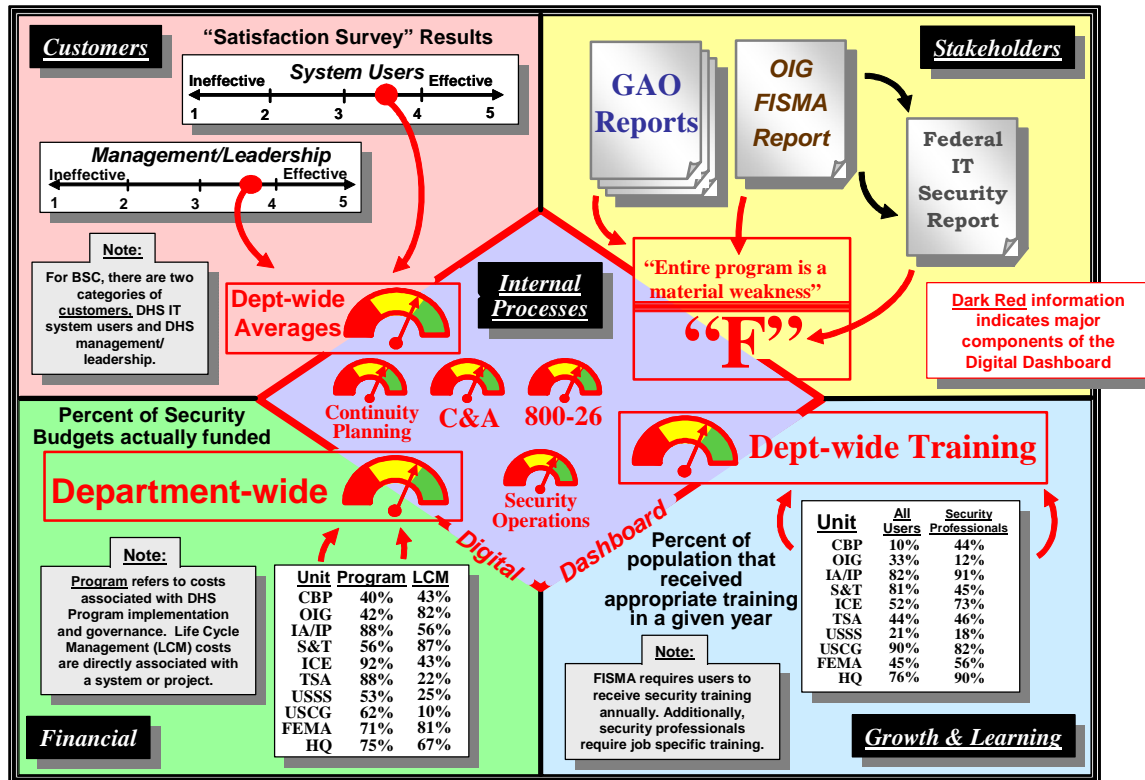 Customers
“Satisfaction Survey” Results
System Users
Ineffective
Effective
1 2 3 4 5
Management/Leadership
Ineffective
Effective
1 2 3 4 5
Note:
For BSC, there are two
categories of
customers. DHS IT
system users and DHS
management/
leadership.
Dept-wide
Averages
Stakeholders
GAO
Reports
OIG
FISMA
Report
Federal
IT
Security
Report
“Entire program is a
material weakness”
“F”
Dark Red information
indicates major
components of the
Digital Dashboard
Internal
Processes
Continuity
Planning
C&A
800-26
Security
Operations
Digital Dashboard
Percent of Security
Budgets actually funded
Department-wide
Note:
Program refers to costs
associated with DHS
Program implementation
and governance. Life Cycle
Management (LCM) costs
are directly associated with
a system or project.
Unit Program LCM
CBP 40% 43%
OIG 42% 82%
IA/IP 88% 56%
S&T 56% 87%
ICE 92% 43%
TSA 88% 22%
USSS 53% 25%
USCG 62% 10%
FEMA 71% 81%
HQ 75% 67%
Financial
Dept-wide Training
Percent of
population that
received
appropriate training
in a given year
Note:
FISMA requires users to
receive security training
annually. Additionally,
security professionals
require job specific training.
Unit All Users Security Professionals
CBP 10% 44%
OIG 33% 12%
IA/IP 82% 91%
S&T 81% 45%
ICE 52% 73%
TSA 44% 46%
USSS 21% 18%
USCG 90% 82%
FEMA 45% 56%
HQ 76% 90%
Growth & Learning